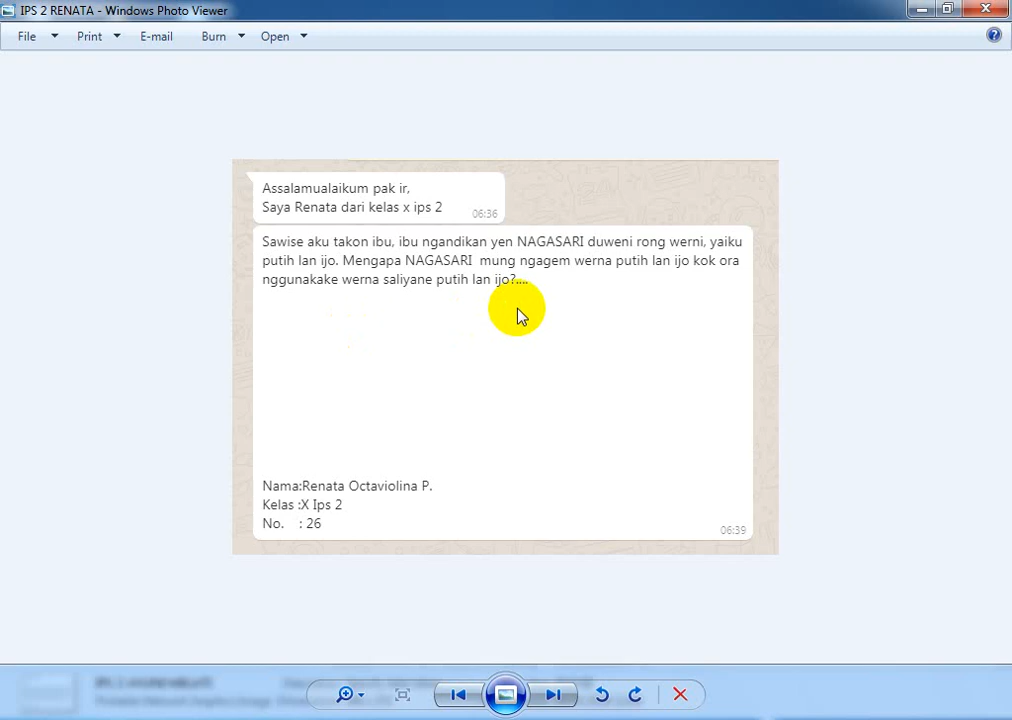 IPS 2 RENATA - Windows Photo Viewer
File Print E-mail Burn Open
Assalamualaikum pak ir,
Saya Renata dari kelas x ips 2
06:36
Sawise aku takon ibu, ibu ngandikan yen NAGASARI duweni rong werni, yaiku
putih lan ijo. Mengapa NAGASARI mung ngagem werna putih lan ijo kok ora
nggunakake werna saliyane putih lan ijo?....
Nama:Renata Octaviolina P.
Kelas :X Ips 2
No. : 26
06:39